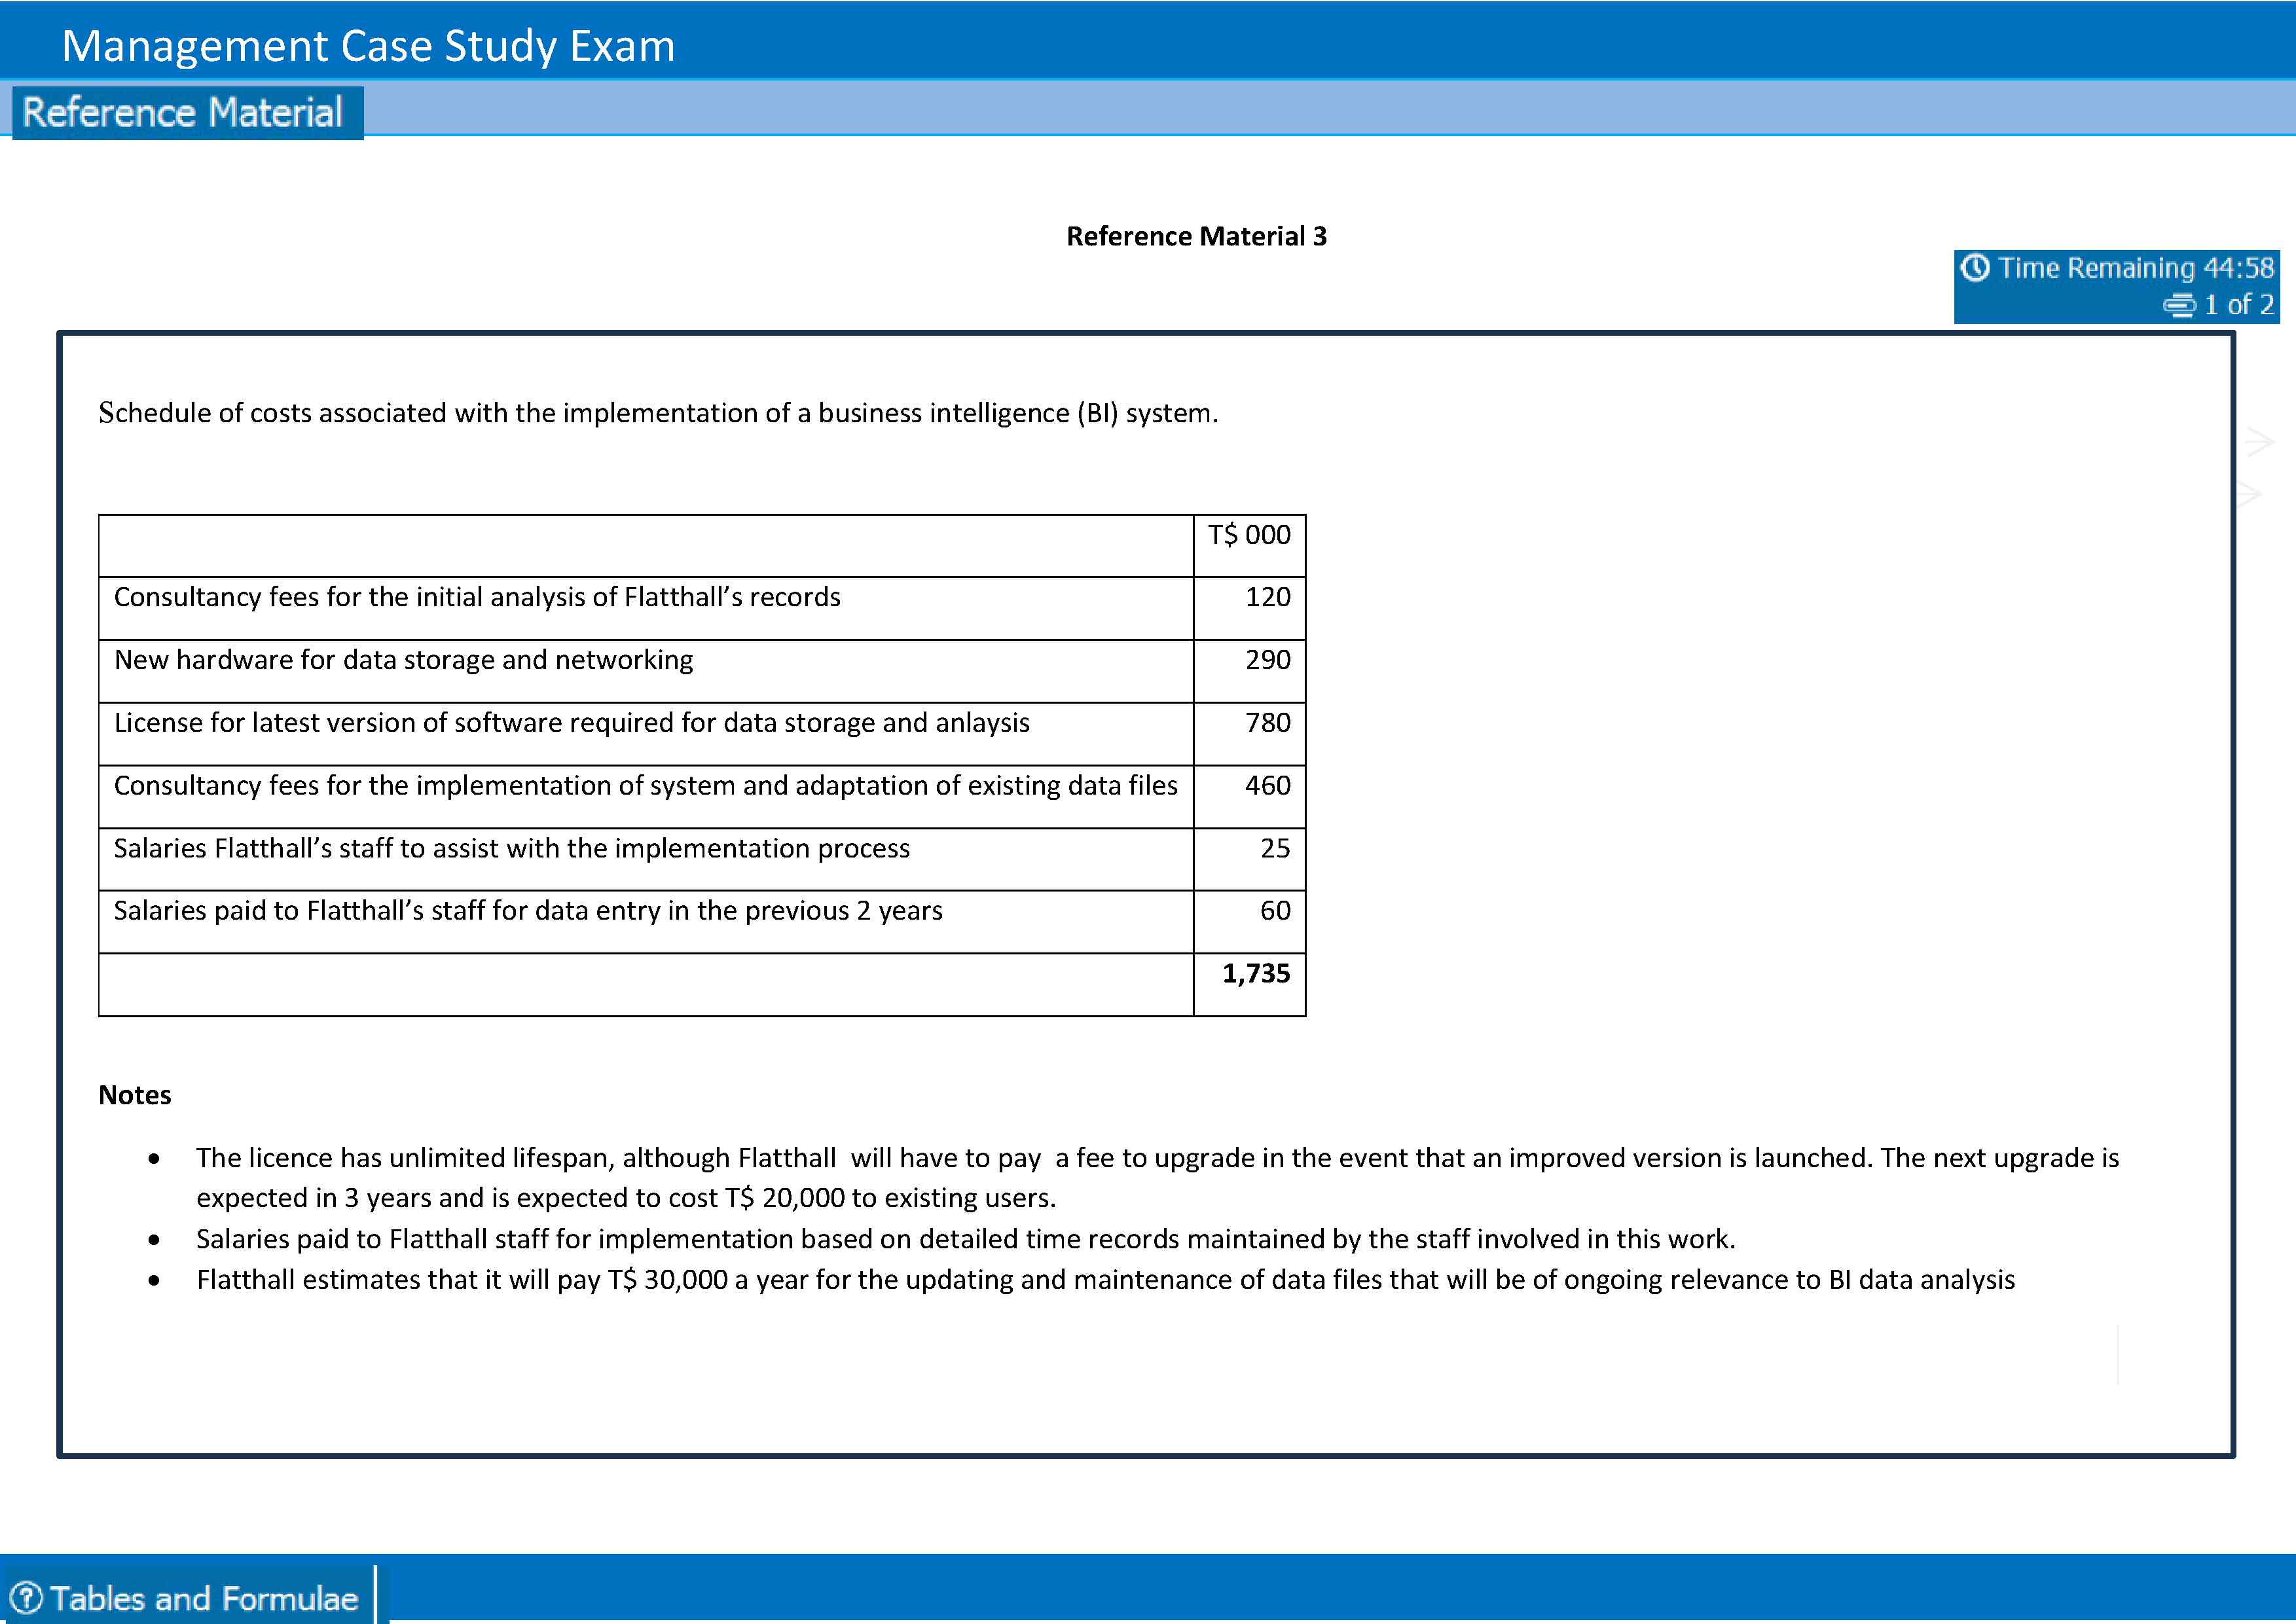 Management Case Study Exam
Reference Material
Reference Material 3
Time Remaining 44:58
1 of 2
Schedule of costs associated with the implementation of a business intelligence (BI) system.
T$ 000
Consultancy fees for the initial analysis of Flatthall’s records 120
New hardware for data storage and networking 290
License for latest version of software required for data storage and anlaysis 780
Consultancy fees for the implementation of system and adaptation of existing data files 460
Salaries Flatthall’s staff to assist with the implementation process 25
Salaries paid to Flatthall’s staff for data entry in the previous 2 years 60
1,735
Notes
• The licence has unlimited lifespan, although Flatthall will have to pay a fee to upgrade in the event that an improved version is launched. The next upgrade is
expected in 3 years and is expected to cost T$ 20,000 to existing users.
• Salaries paid to Flatthall staff for implementation based on detailed time records maintained by the staff involved in this work.
• Flatthall estimates that it will pay T$ 30,000 a year for the updating and maintenance of data files that will be of ongoing relevance to BI data analysis
Tables and Formulae